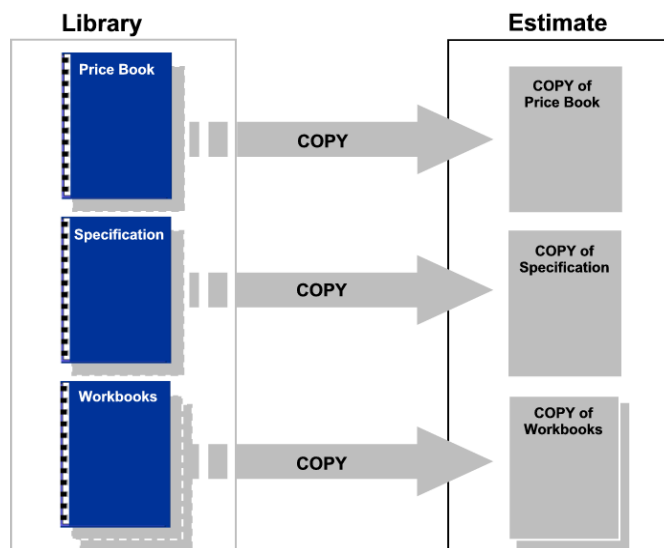 Library
Estimate
Price Book
COPY
COPY of
Price Book
Specification
COPY
COPY of
Specification
Workbooks
COPY
COPY of
Workbooks